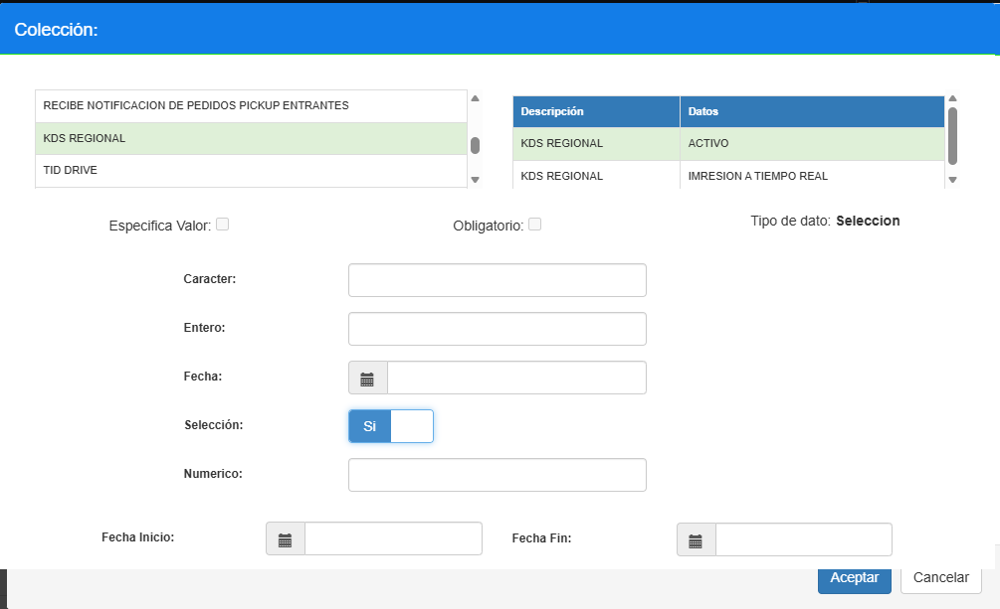 Colección:
RECIBE NOTIFICACION DE PEDIDOS PICKUP ENTRANTES
KDS REGIONAL
TID DRIVE
Descripción Datos
KDS REGIONAL ACTIVO
KDS REGIONAL IMRESION A TIEMPO REAL
Especifica Valor: Obligatorio: Tipo de dato: Seleccion
Caracter:
Entero:
Fecha:
Selección: Si
Numerico:
Fecha Inicio: Fecha Fin:
Aceptar Cancelar